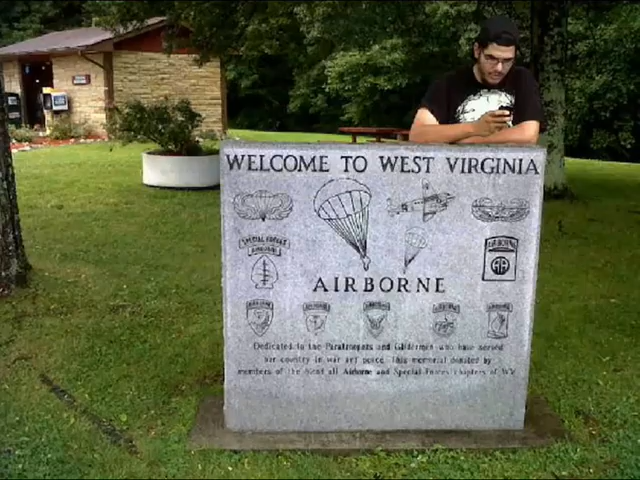 WELCOME TO WEST VIRGINIA
SPECIAL FORCES
AIRBORNE
AIRBORNE
AIRBORNE
Dedicated to the Paratroopers and Glidermen who have served
our country in war and peace. This memorial donated by
members of the all Airborne and Special Forces chapters of WV